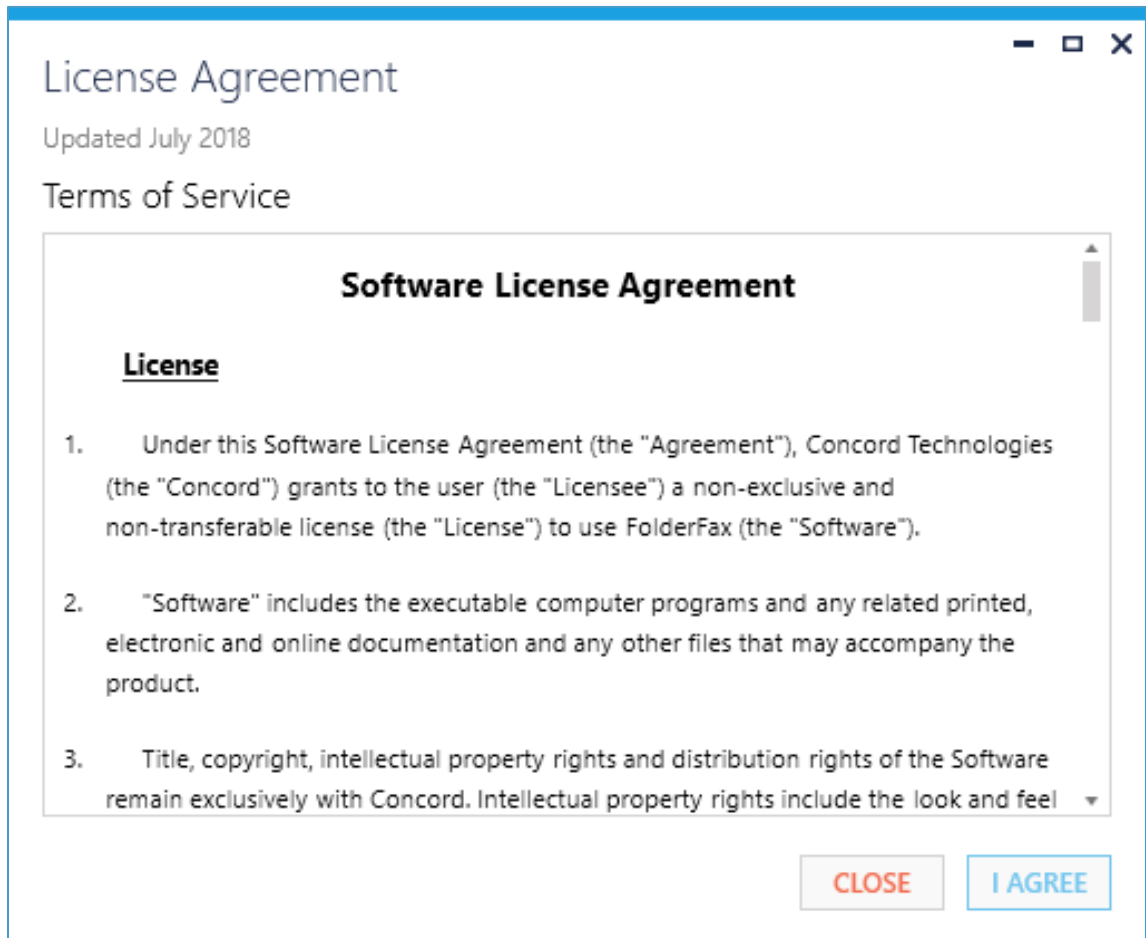 License Agreement
Updated July 2018
Terms of Service
Software License Agreement
License
1. Under this Software License Agreement (the "Agreement"), Concord Technologies
(the "Concord") grants to the user (the "Licensee") a non-exclusive and
non-transferable license (the "License") to use FolderFax (the "Software").
2. "Software" includes the executable computer programs and any related printed,
electronic and online documentation and any other files that may accompany the
product.
3. Title, copyright, intellectual property rights and distribution rights of the Software
remain exclusively with Concord. Intellectual property rights include the look and feel
CLOSE
I AGREE